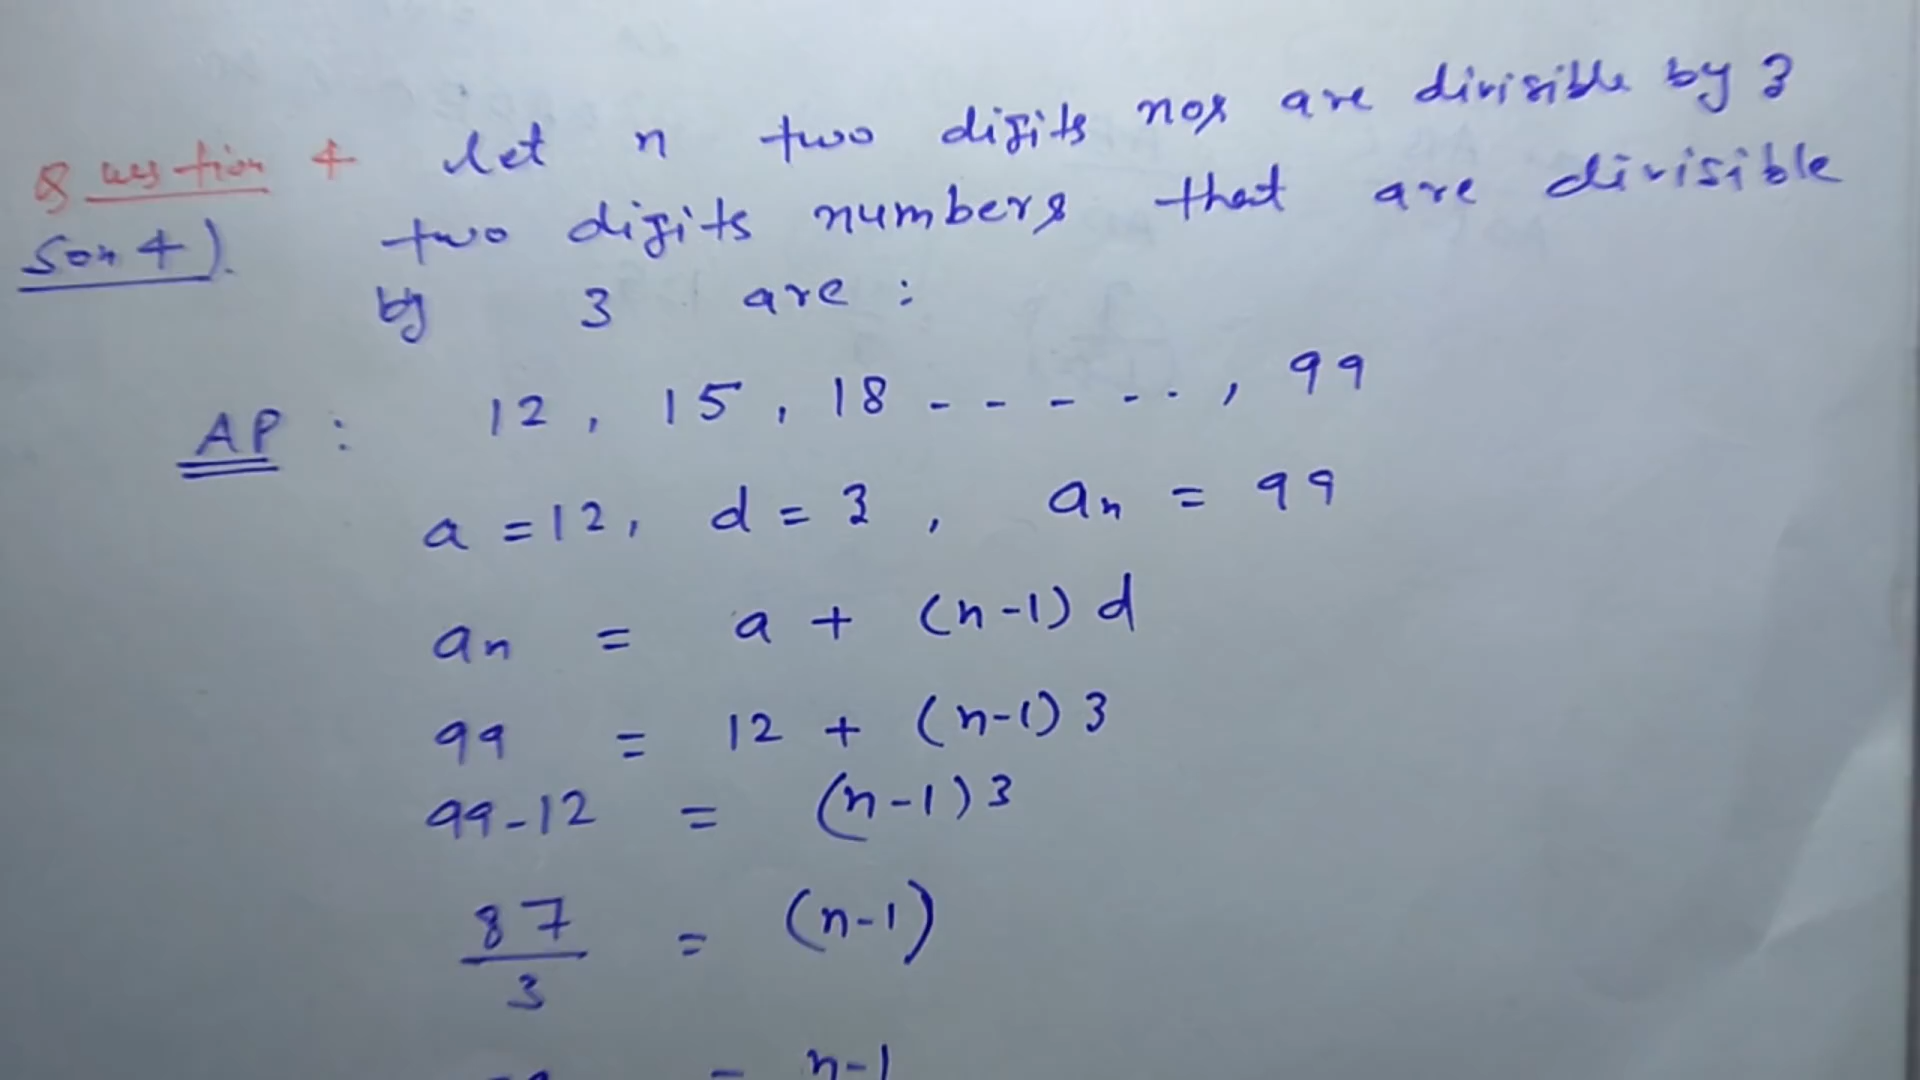 Question 4 let n two digits nos are divisible by 3
Son 4). two digits numbers that are divisible
by 3 are :
AP : 12, 15, 18 - - - - - ., 99
a = 12, d = 3, an = 99
an = a + (n-1) d
99 = 12 + (n-1) 3
99-12 = (n-1) 3
87/3 = (n-1)
= n-1